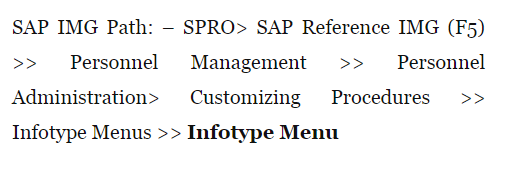 SAP IMG Path: – SPRO> SAP Reference IMG (F5)
>> Personnel Management >> Personnel
Administration> Customizing Procedures >>
Infotype Menus >> Infotype Menu